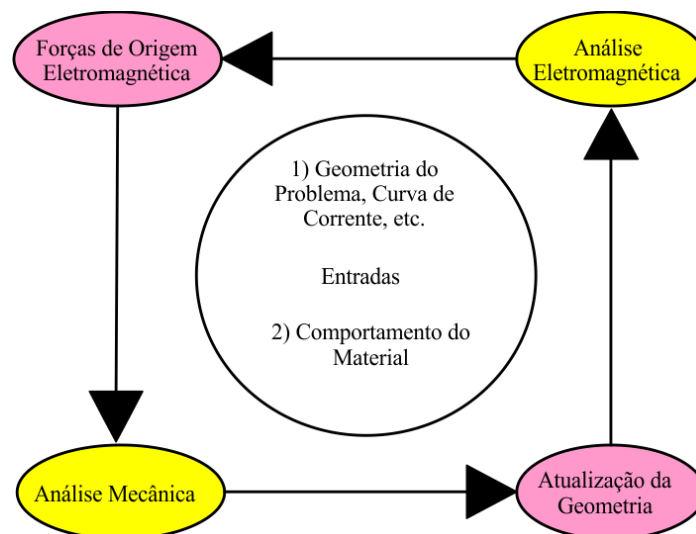 Forças de Origem
Eletromagnética
Análise
Eletromagnética
1) Geometria do
Problema, Curva de
Corrente, etc.
Entradas
2) Comportamento do
Material
Análise Mecânica
Atualização da
Geometria